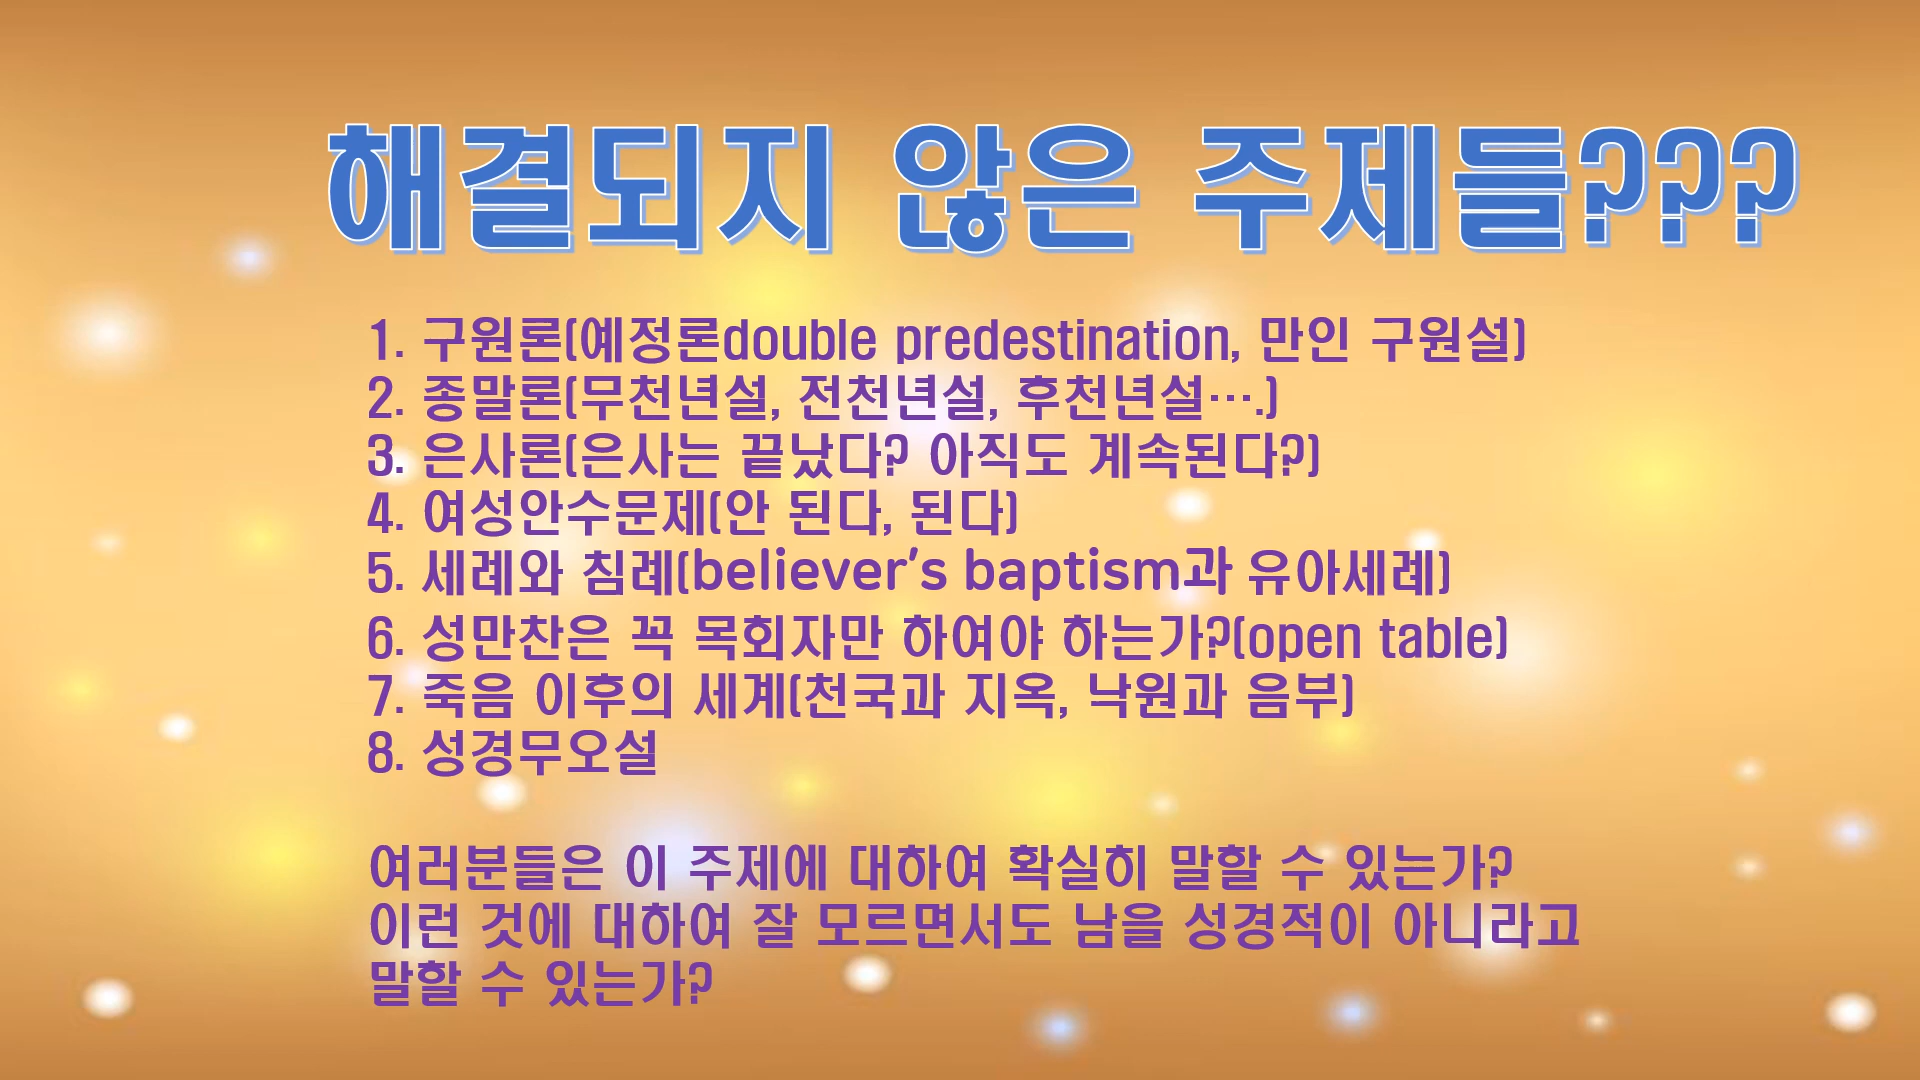 해결되지 않은 주제들???
1. 구원론(예정론double predestination, 만인 구원설)
2. 종말론(무천년설, 전천년설, 후천년설….)
3. 은사론(은사는 끝났다? 아직도 계속된다?)
4. 여성안수문제(안 된다, 된다)
5. 세례와 침례(believer’s baptism과 유아세례)
6. 성만찬은 꼭 목회자만 하여야 하는가?(open table)
7. 죽음 이후의 세계(천국과 지옥, 낙원과 음부)
8. 성경무오설
여러분들은 이 주제에 대하여 확실히 말할 수 있는가?
이런 것에 대하여 잘 모르면서도 남을 성경적이 아니라고
말할 수 있는가?